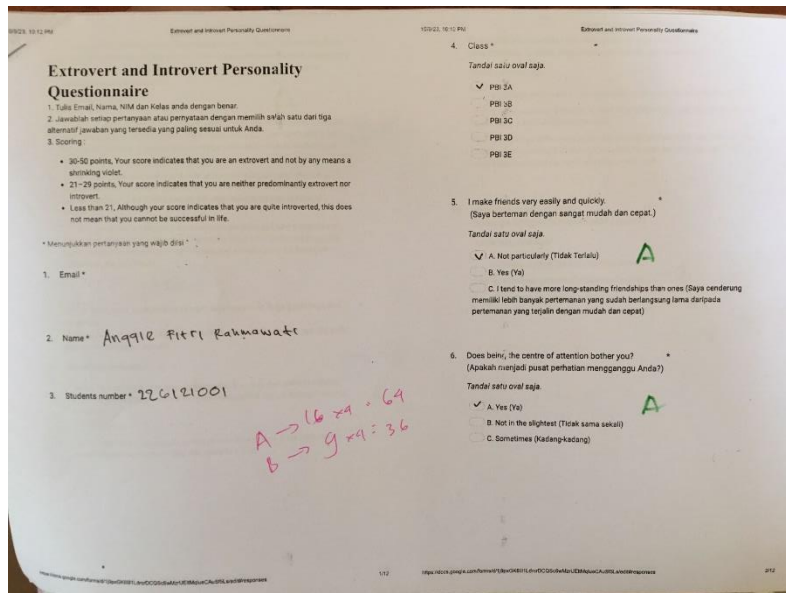 10/9/23, 10:12 PM Extrovert and Introvert Personality Questionnaire
Extrovert and Introvert Personality
Questionnaire
1. Tulis Email, Nama, NIM dan Kelas anda dengan benar.
2. Jawablah setiap pertanyaan atau pernyataan dengan memilih salah satu dari tiga
alternatif jawaban yang tersedia yang paling sesuai untuk Anda.
3. Scoring :
• 30-50 points, Your score indicates that you are an extrovert and not by any means a
shrinking violet.
• 21-29 points, Your score indicates that you are neither predominantly extrovert nor
introvert.
• Less than 21, Although your score indicates that you are quite introverted, this does
not mean that you cannot be successful in life.
* Menunjukkan pertanyaan yang wajib diisi
1. Email *
2. Name * Anggie Fitri Rahmawati
3. Students number * 226121001
A → 16 x4 = 64
B → 9 x4 = 36
1/12
Extrovert and Introvert Personality Questionnaire
4. Class *
Tandai satu oval saja.
✓ PBI 3A
PBI 3B
PBI 3C
PBI 3D
PBI 3E
5. I make friends very easily and quickly. *
(Saya berteman dengan sangat mudah dan cepat.)
Tandai satu oval saja.
✓ A. Not particularly (Tidak Terlalu) A
B. Yes (Ya)
C. I tend to have more long-standing friendships than ones (Saya cenderung
memiliki lebih banyak pertemanan yang sudah berlangsung lama daripada
pertemanan yang terjalin dengan mudah dan cepat)
6. Does being the centre of attention bother you? *
(Apakah menjadi pusat perhatian mengganggu Anda?)
Tandai satu oval saja.
✓ A. Yes (Ya) A
B. Not in the slightest (Tidak sama sekali)
C. Sometimes (Kadang-kadang)
2/12